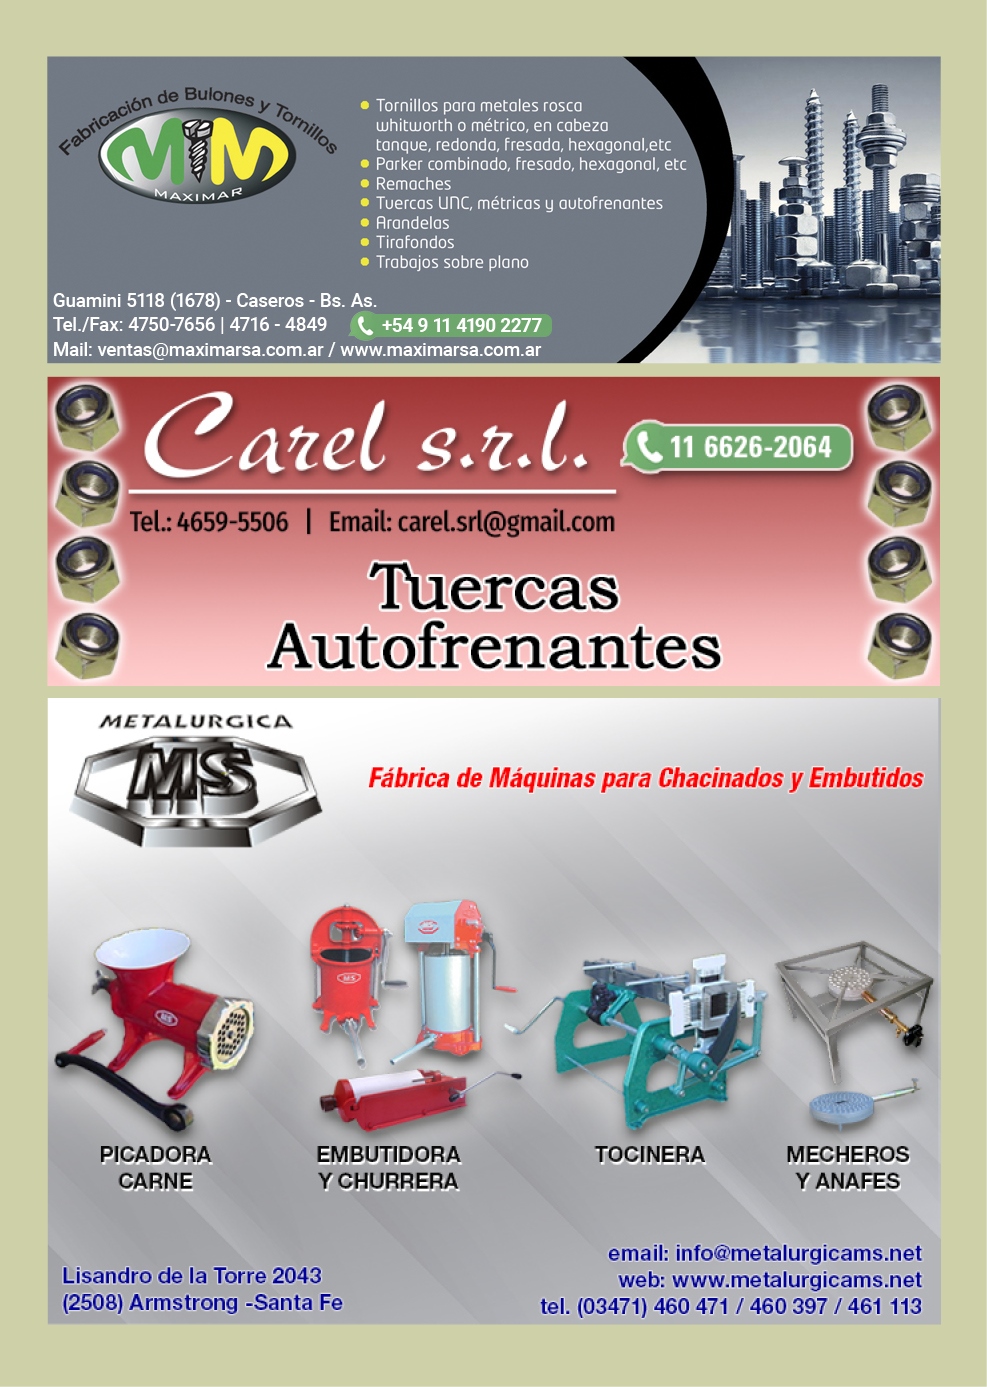 Fabricación de Bulones y Tornillos
MTM
MAXIMAR
Tornillos para metales rosca
whitworth o métrico, en cabeza
tanque, redonda, fresada, hexagonal,etc
Parker combinado, fresado, hexagonal, etc
Remaches
Tuercas UNC, métricas y autofrenantes
Arandelas
Tirafondos
Trabajos sobre plano
Guamini 5118 (1678) - Caseros - Bs. As.
Tel./Fax: 4750-7656 | 4716 - 4849 +54 9 11 4190 2277
Mail: ventas@maximarsa.com.ar / www.maximarsa.com.ar
Carel s.r.l.
11 6626-2064
Tel.: 4659-5506 | Email: carel.srl@gmail.com
Tuercas
Autofrenantes
METALURGICA
MS
Fábrica de Máquinas para Chacinados y Embutidos
MS
MS
MS
PICADORA
CARNE
EMBUTIDORA
Y CHURRERA
TOCINERA
MECHEROS
Y ANAFES
Lisandro de la Torre 2043
(2508) Armstrong -Santa Fe
email: info@metalurgicams.net
web: www.metalurgicams.net
tel. (03471) 460 471 / 460 397 / 461 113